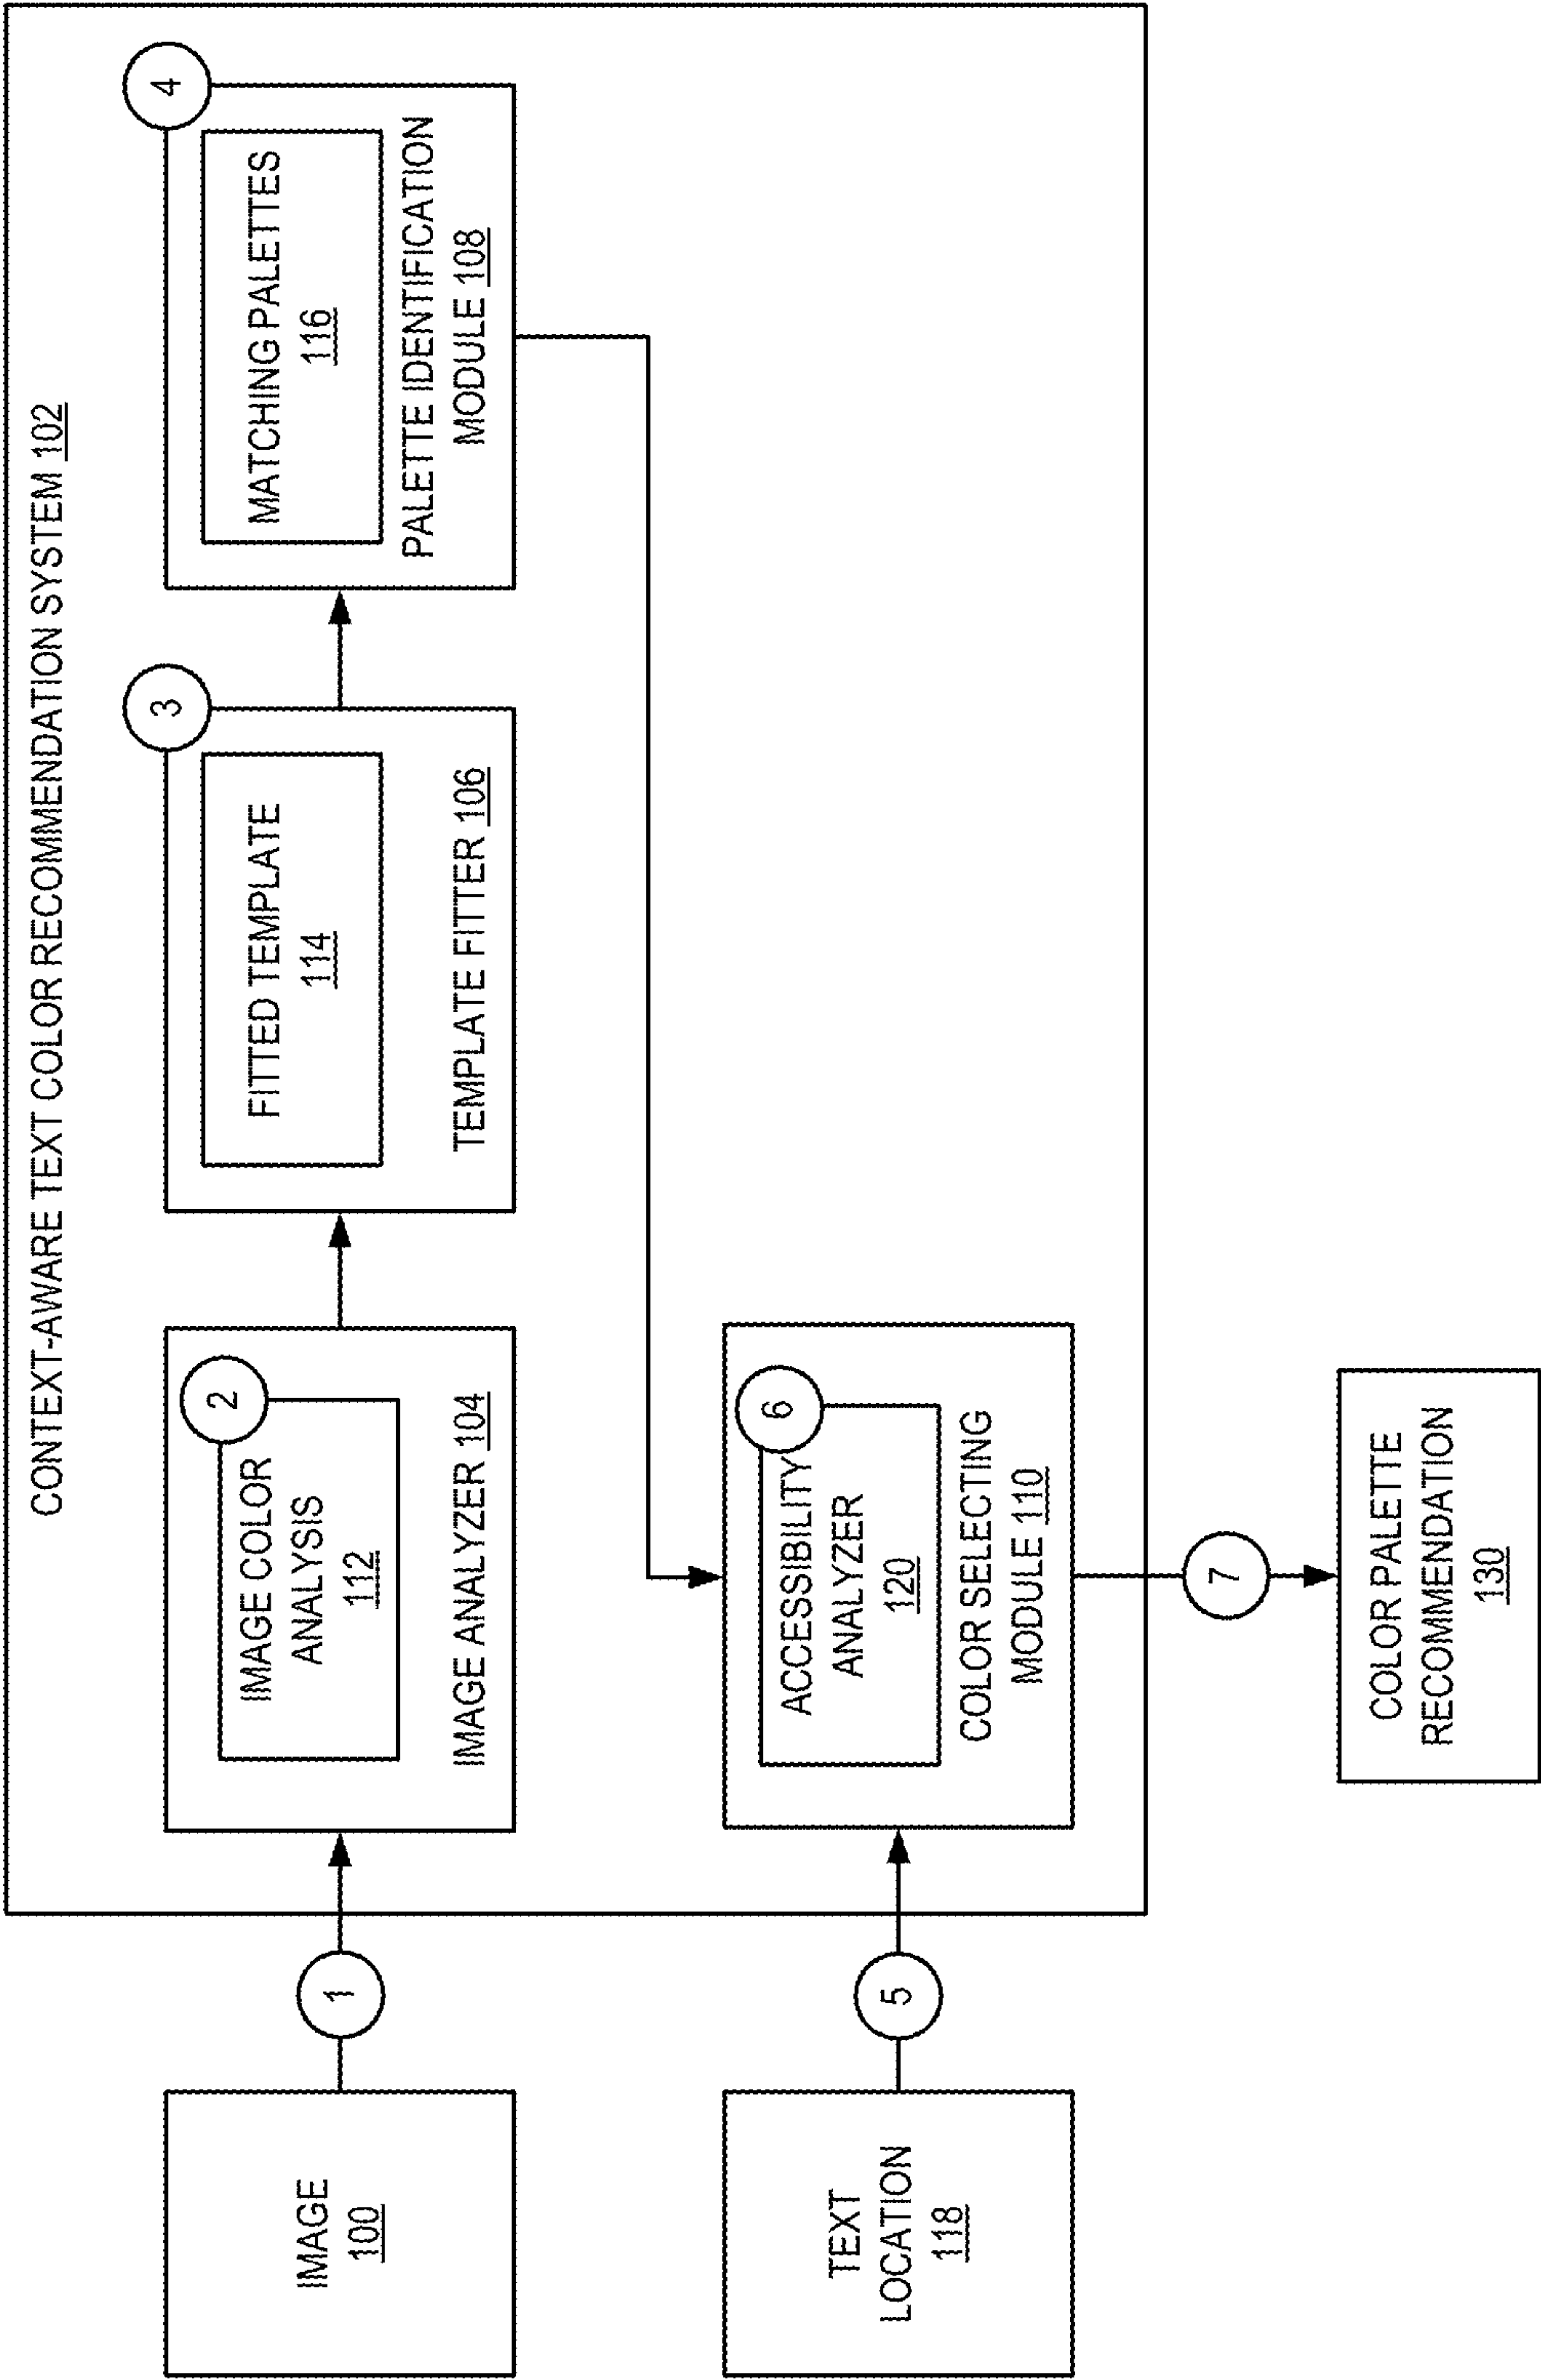 CONTEXT-AWARE TEXT COLOR RECOMMENDATION SYSTEM 102
IMAGE
100
1
2
IMAGE COLOR
ANALYSIS
112
IMAGE ANALYZER 104
3
FITTED TEMPLATE
114
TEMPLATE FITTER 106
4
MATCHING PALETTES
116
PALETTE IDENTIFICATION
MODULE 108
TEXT
LOCATION
118
5
6
ACCESSIBILITY
ANALYZER
120
COLOR SELECTING
MODULE 110
7
COLOR PALETTE
RECOMMENDATION
130